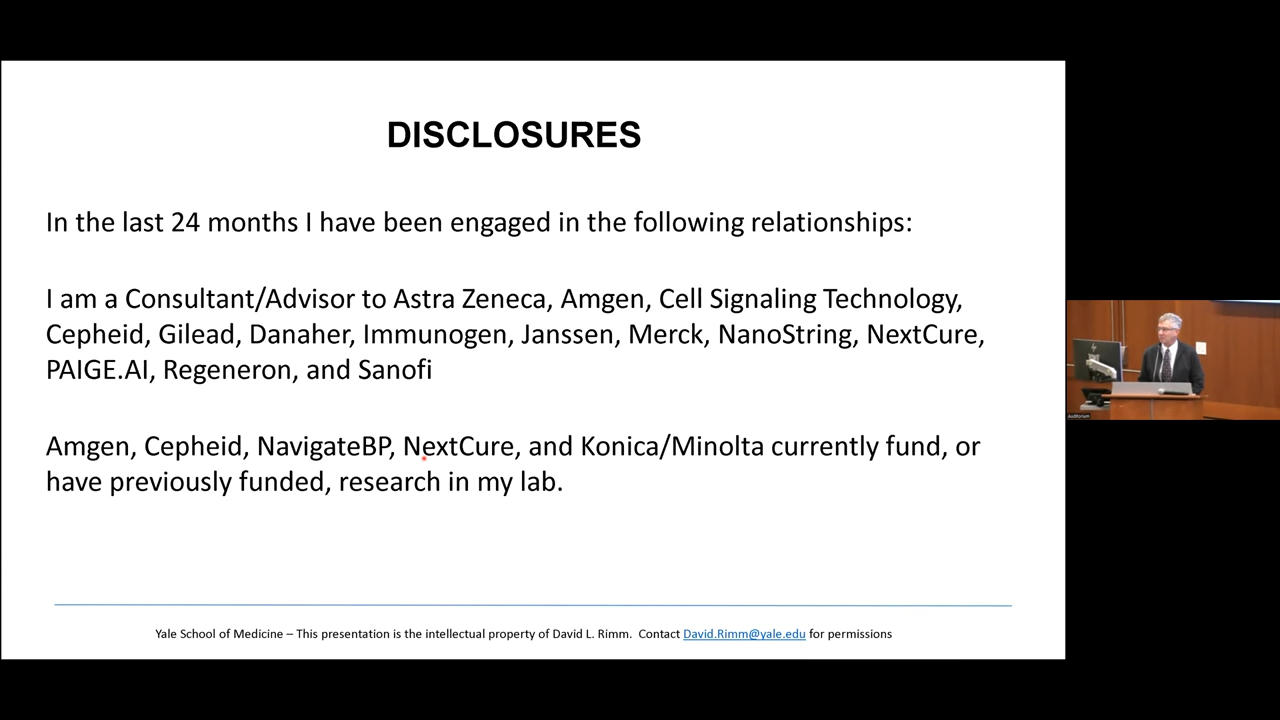 DISCLOSURES
In the last 24 months I have been engaged in the following relationships:
I am a Consultant/Advisor to Astra Zeneca, Amgen, Cell Signaling Technology,
Cepheid, Gilead, Danaher, Immunogen, Janssen, Merck, NanoString, NextCure,
PAIGE.AI, Regeneron, and Sanofi
Amgen, Cepheid, NavigateBP, NextCure, and Konica/Minolta currently fund, or
have previously funded, research in my lab.
Yale School of Medicine – This presentation is the intellectual property of David L. Rimm.  Contact David.Rimm@yale.edu for permissions
Auditorium